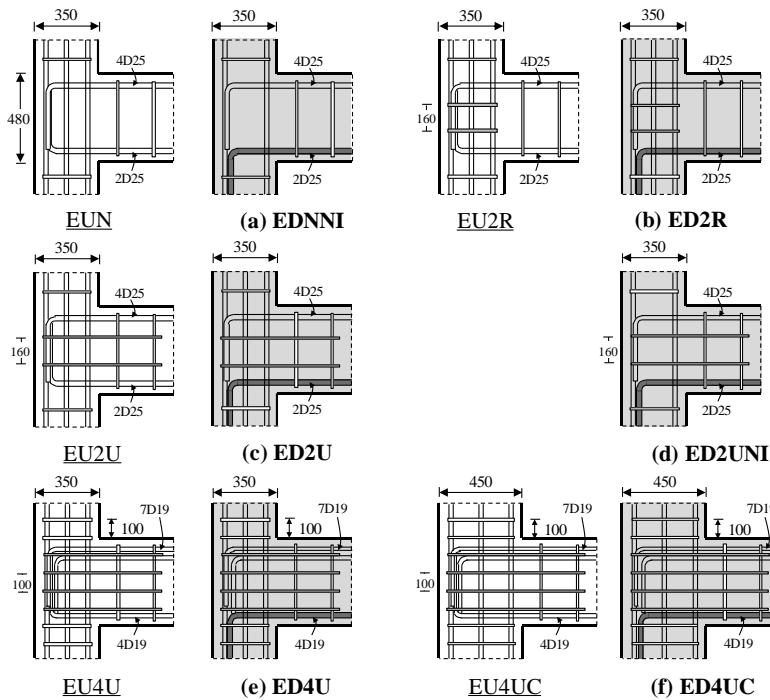 350 350 350 350
4D25 4D25 4D25 4D25
480 160
2D25 2D25 2D25 2D25
EUN (a) EDNNI EU2R (b) ED2R
350 350 350
4D25 4D25 4D25
160 160
2D25 2D25 2D25
EU2U (c) ED2U (d) ED2UNI
350 350 450 450
7D19 7D19 7D19 7D19
100 100 100 100
100 100
4D19 4D19 4D19 4D19
EU4U (e) ED4U EU4UC (f) ED4UC